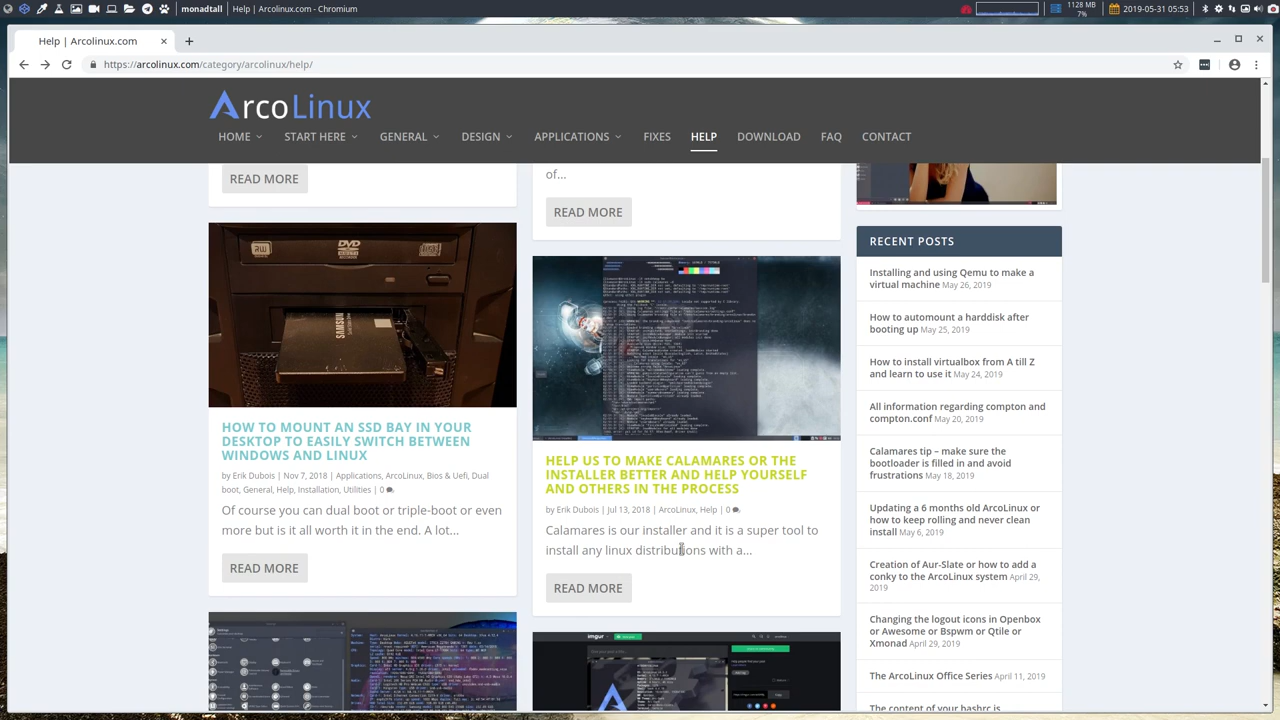 monadtall
Help | Arcolinux.com - Chromium
1128 MB
7%
2019-05-31 05:53
Help | Arcolinux.com
https://arcolinux.com/category/arcolinux/help/
ArcoLinux
HOME
START HERE
GENERAL
DESIGN
APPLICATIONS
FIXES
HELP
DOWNLOAD
FAQ
CONTACT
READ MORE
HOW TO MOUNT AN
WINDOWS AND LINUX
by Erik Dubois | Nov 7, 2018 | Applications, ArcoLinux, Bios & Uefi, Dual
boot, General, Help, Installation, Utilities | 0
Of course you can dual boot or triple-boot or even
more but is it all worth it in the end. A lot...
READ MORE
of...
READ MORE
HELP US TO MAKE CALAMARES OR THE
INSTALLER BETTER AND HELP YOURSELF
AND OTHERS IN THE PROCESS
by Erik Dubois | Jul 13, 2018 | ArcoLinux, Help | 0
Calamares is our installer and it is a super tool to
install any linux distributions with a...
READ MORE
imgur
RECENT POSTS
Installing and using Qemu to make a
virtual machine May 26, 2019
How to automount a harddisk after
booting up May 25, 2019
How to install virtualbox from A till Z
and learn to use it May 24, 2019
All information regarding compton and
compton.conf May 20, 2019
Calamares tip – make sure the
bootloader is filled in and avoid
frustrations May 18, 2019
Updating a 6 months old ArcoLinux or
how to keep rolling and never clean
install May 6, 2019
Creation of Aur-Slate or how to add a
conky to the ArcoLinux system April 29,
2019
Changing the logout icons in Openbox
or Awesome or Bspwm or Qtile or
Xmonad April 29, 2019
The ArcoLinux Office Series April 11, 2019
The content of your bashrc is